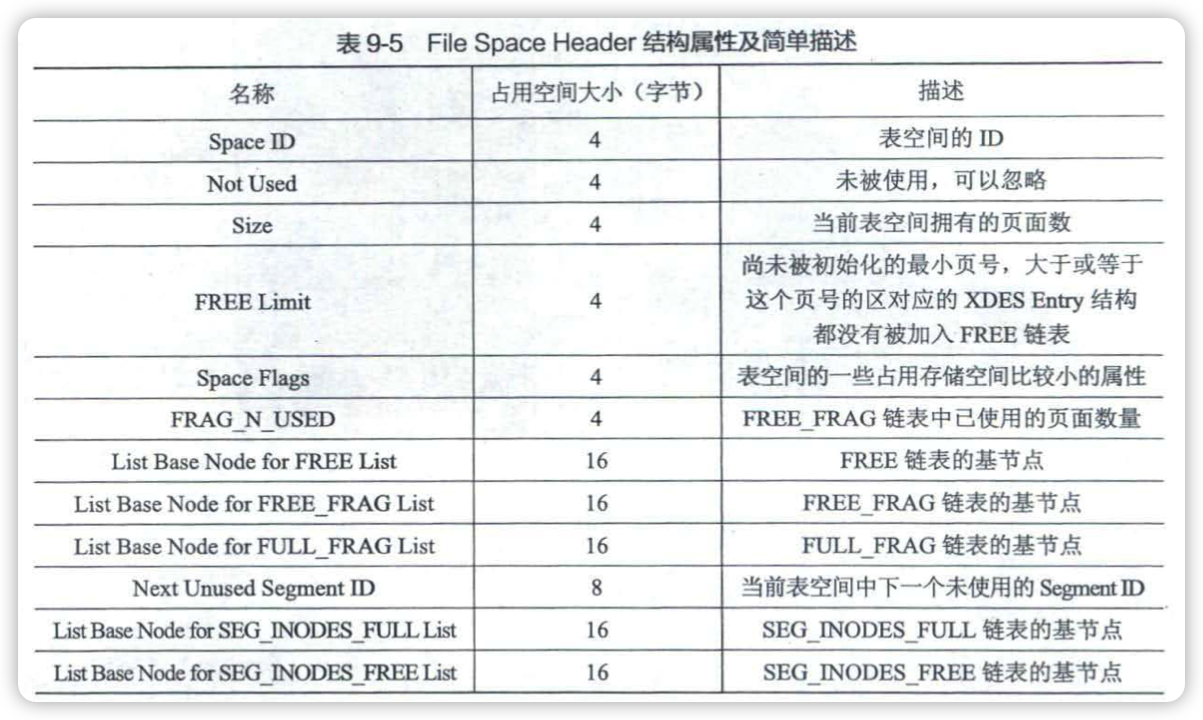 表 9-5 File Space Header 结构属性及简单描述
名称 占用空间大小（字节） 描述
Space ID 4 表空间的 ID
Not Used 4 未被使用，可以忽略
Size 4 当前表空间拥有的页面数
FREE Limit 4 尚未被初始化的最小页号，大于或等于
这个页号的区对应的 XDES Entry 结构
都没有被加入 FREE 链表
Space Flags 4 表空间的一些占用存储空间比较小的属性
FRAG_N_USED 4 FREE_FRAG 链表中已使用的页面数量
List Base Node for FREE List 16 FREE 链表的基节点
List Base Node for FREE_FRAG List 16 FREE_FRAG 链表的基节点
List Base Node for FULL_FRAG List 16 FULL_FRAG 链表的基节点
Next Unused Segment ID 8 当前表空间中下一个未使用的 Segment ID
List Base Node for SEG_INODES_FULL List 16 SEG_INODES_FULL 链表的基节点
List Base Node for SEG_INODES_FREE List 16 SEG_INODES_FREE 链表的基节点